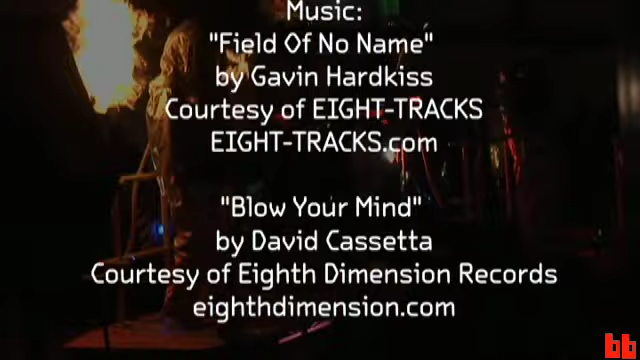 Music:
"Field Of No Name"
by Gavin Hardkiss
Courtesy of EIGHT-TRACKS
EIGHT-TRACKS.com
"Blow Your Mind"
by David Cassetta
Courtesy of Eighth Dimension Records
eighthdimension.com
bb